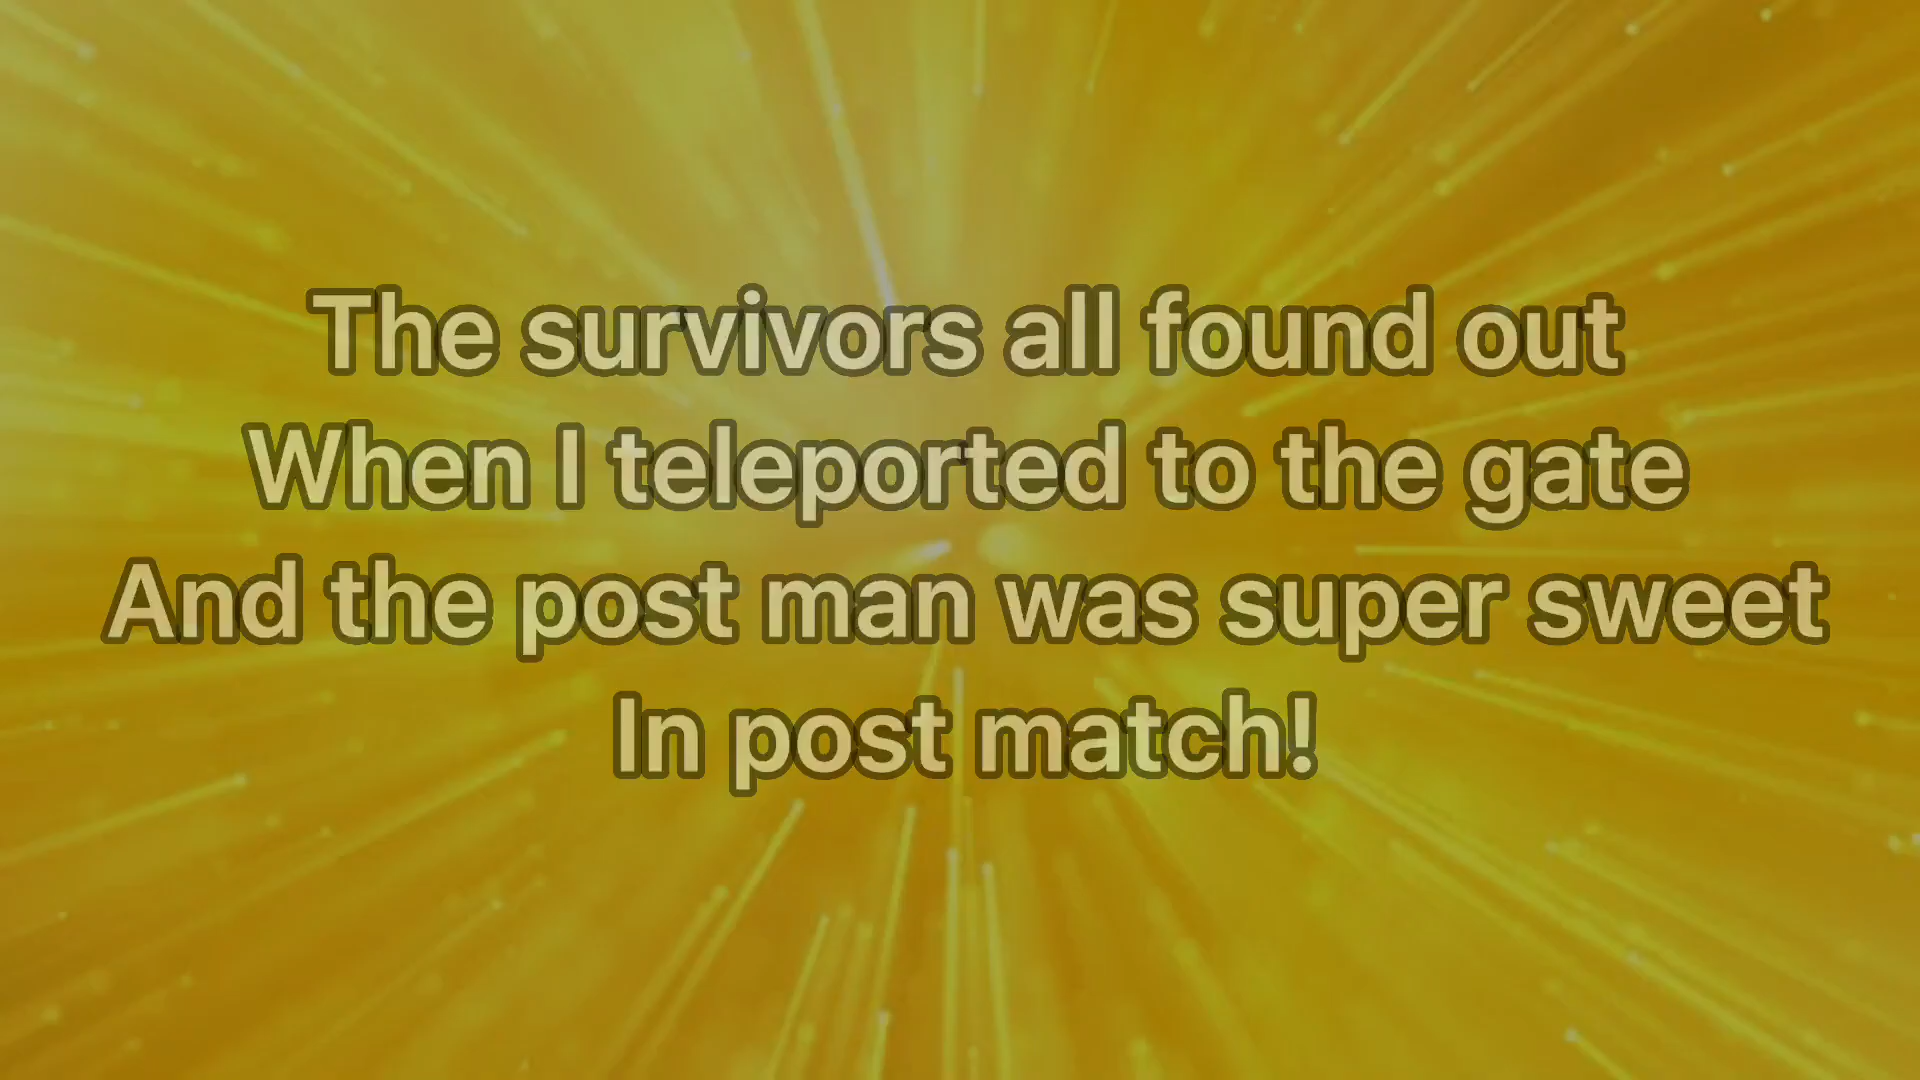 The survivors all found out
When I teleported to the gate
And the post man was super sweet
In post match!